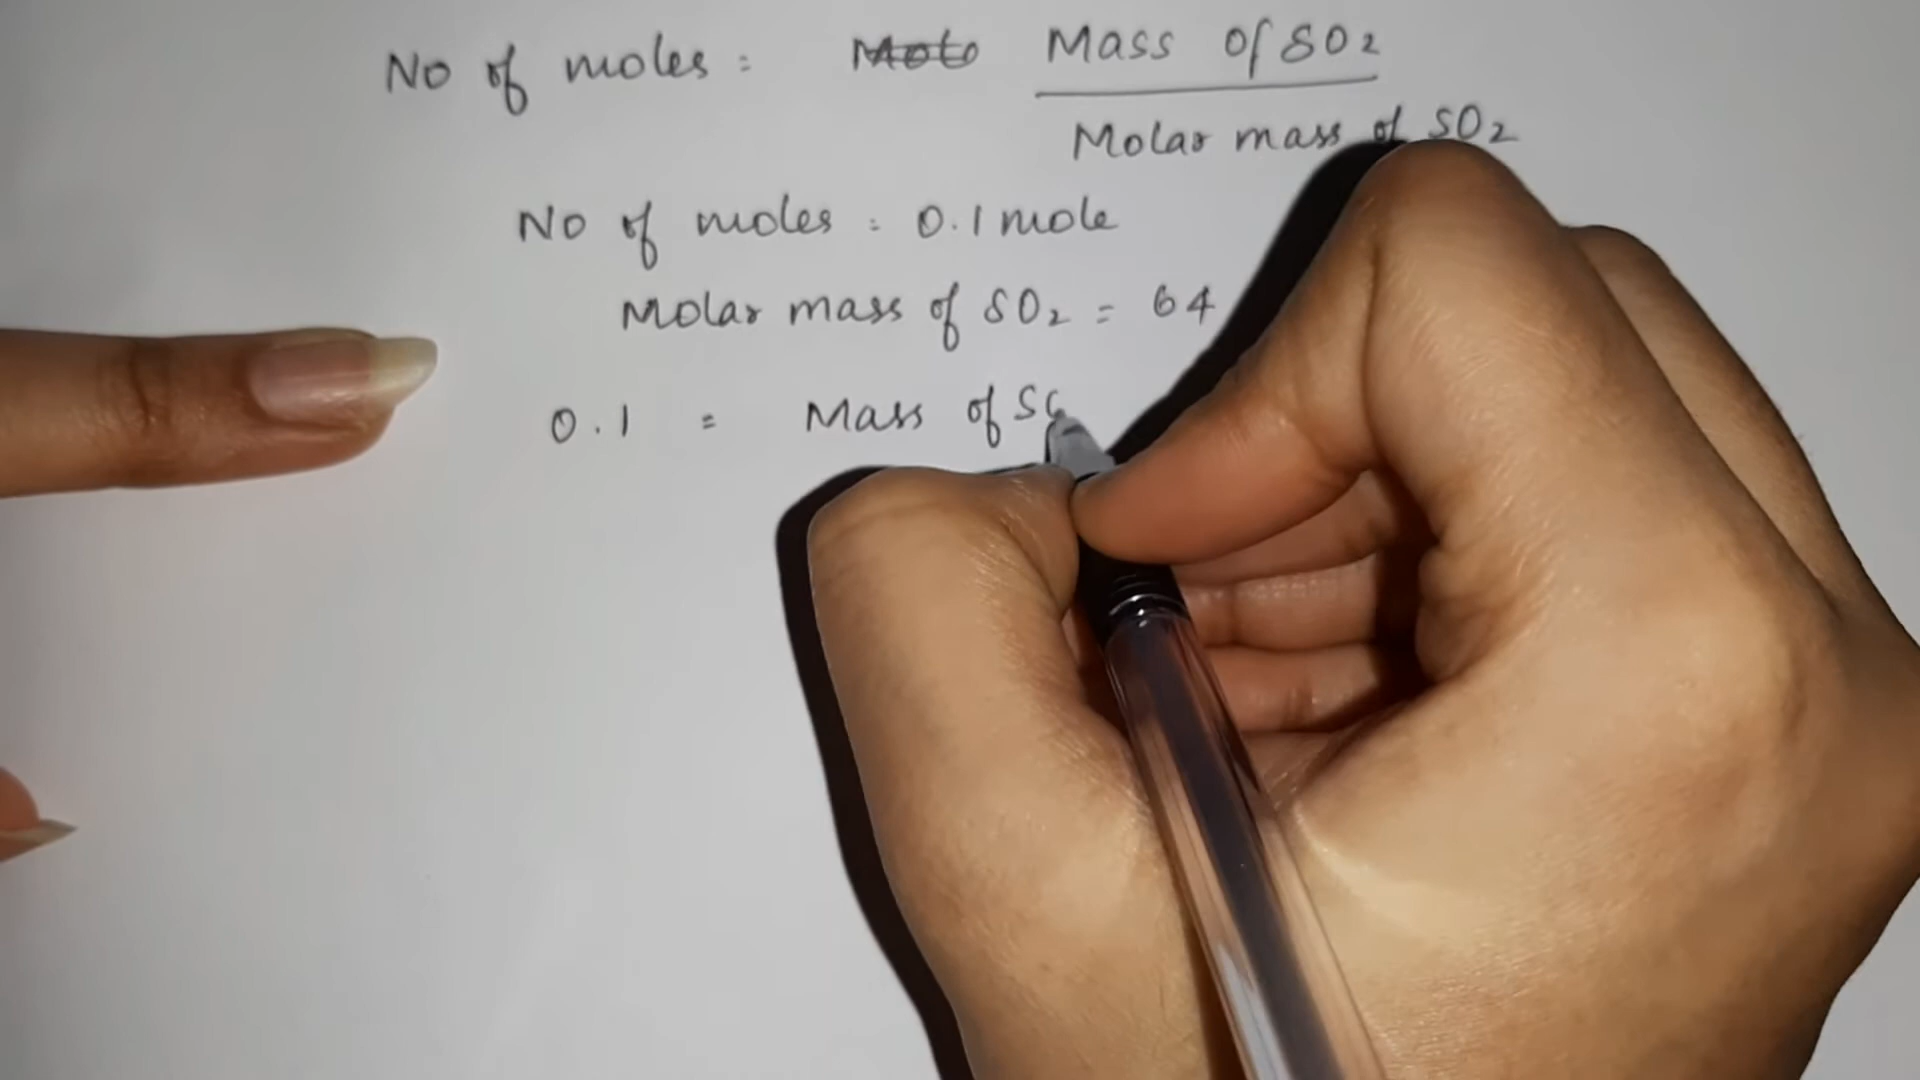 No of moles = Mass of SO2
Molar mass of SO2
No of moles = 0.1 mole
Molar mass of SO2 = 64
0.1 = Mass of S